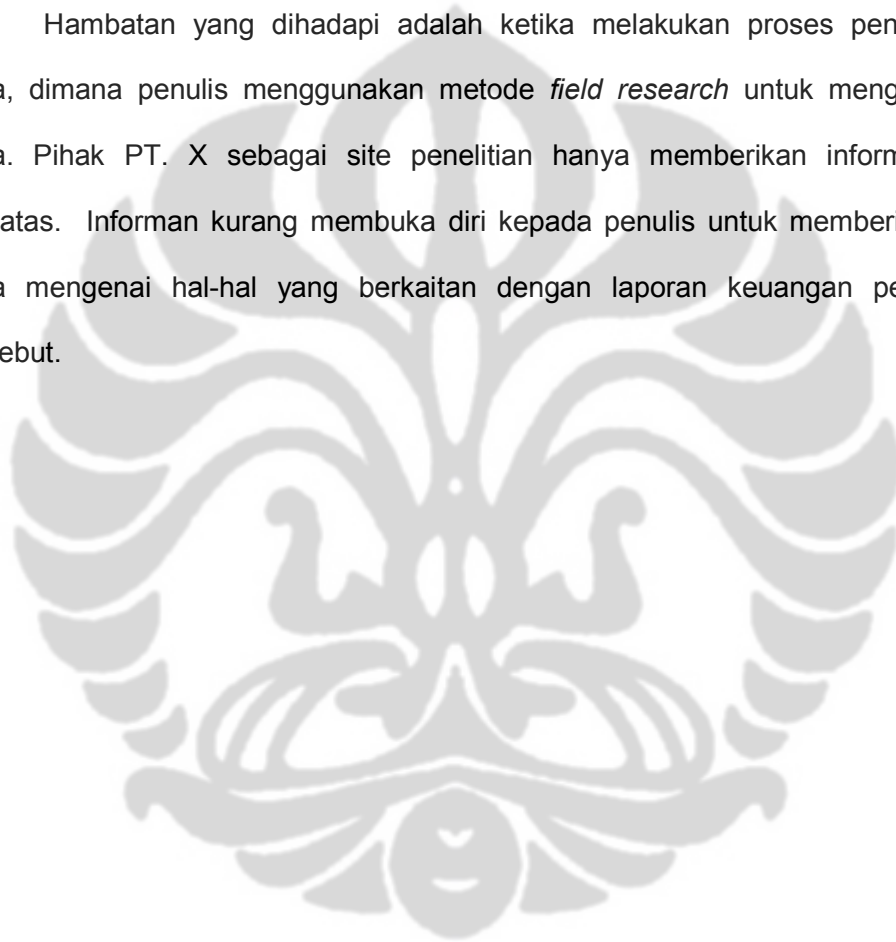 Hambatan yang dihadapi adalah ketika melakukan proses pen
a, dimana penulis menggunakan metode field research untuk meng
a. Pihak PT. X sebagai site penelitian hanya memberikan inform
atas. Informan kurang membuka diri kepada penulis untuk memberi
a mengenai hal-hal yang berkaitan dengan laporan keuangan pe
sebut.